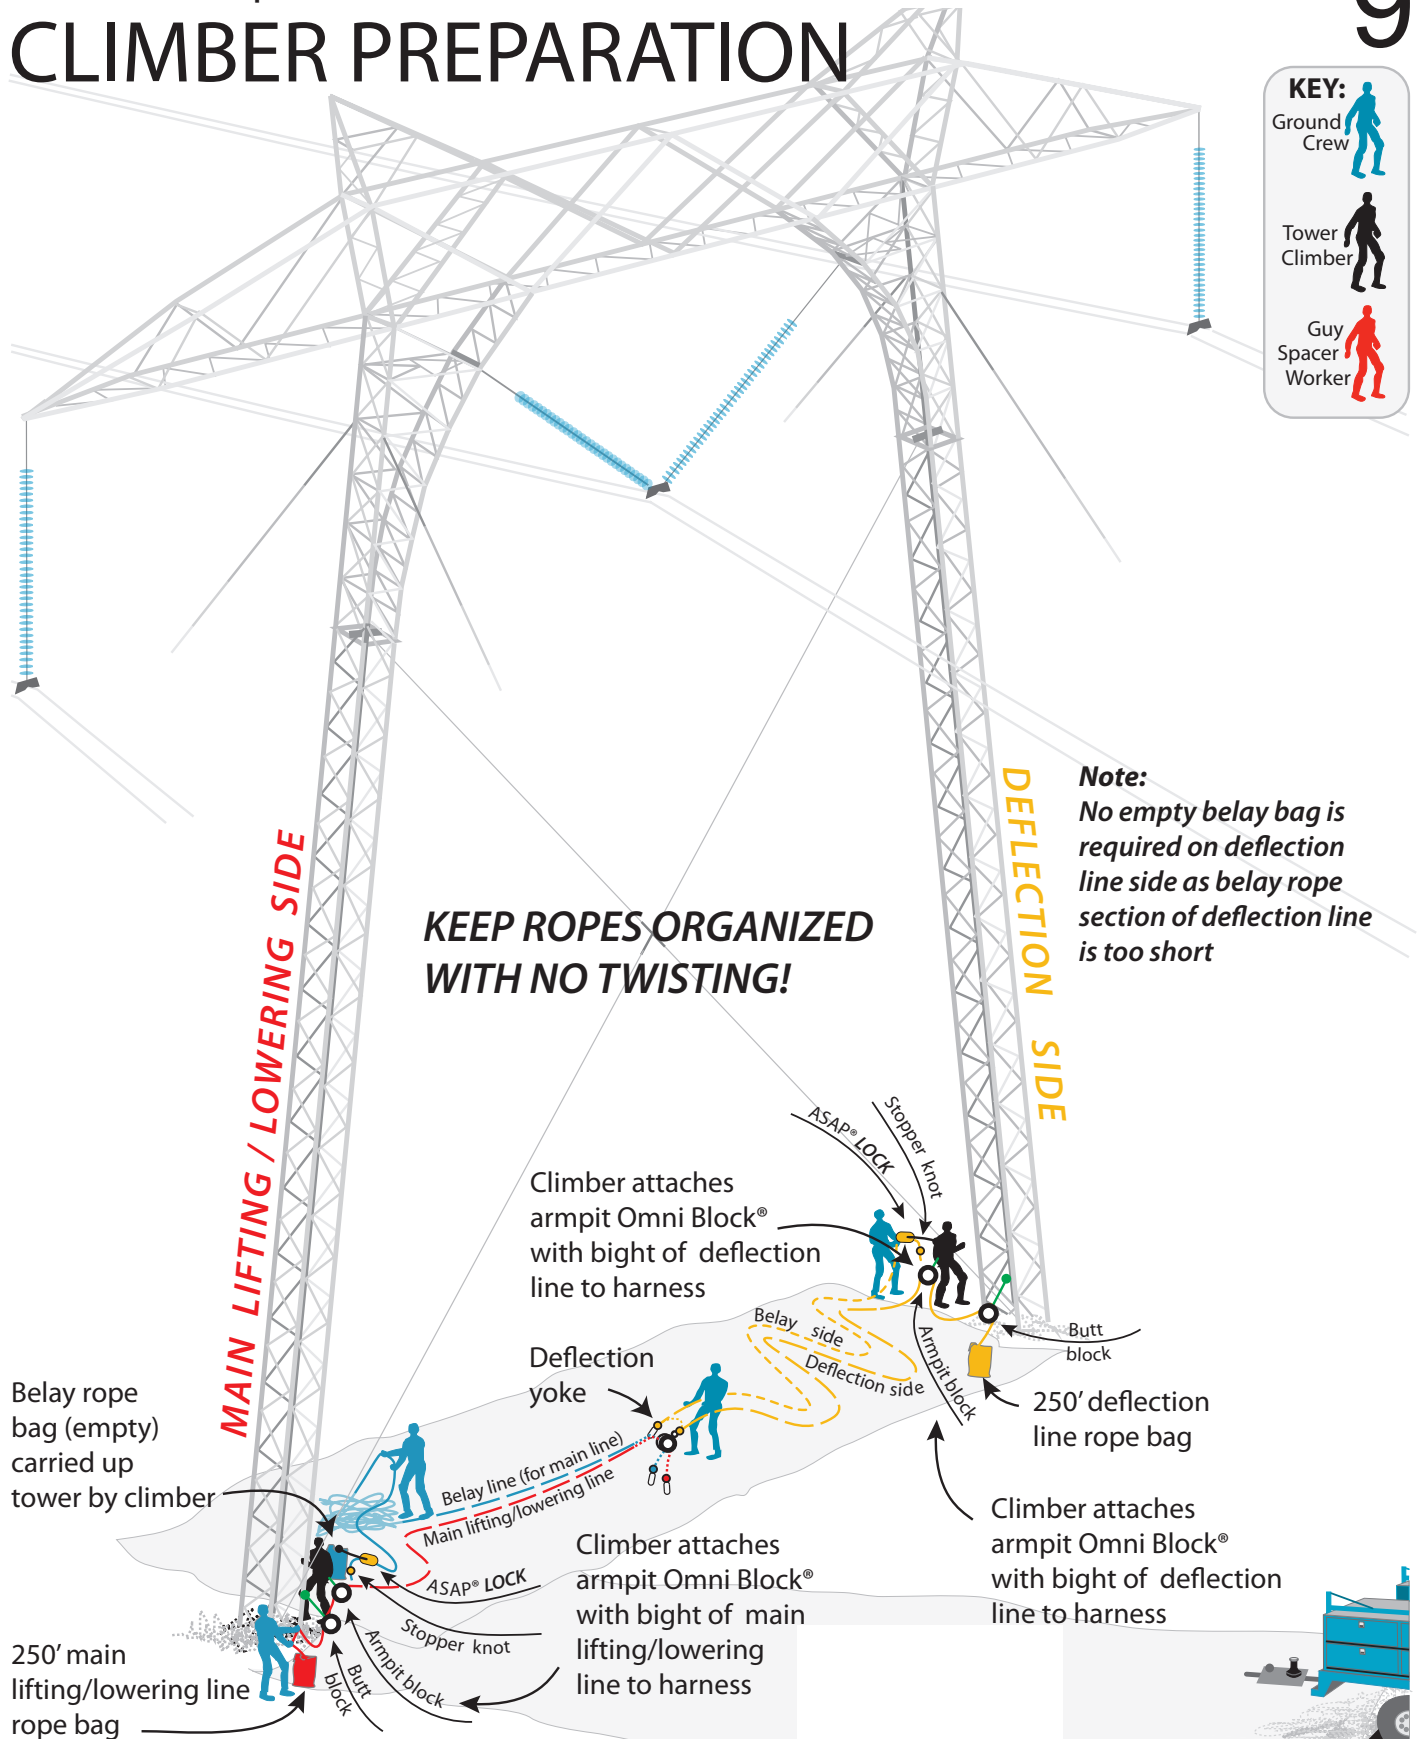 CLIMBER PREPARATION
9
KEY:
Ground
Crew
Tower
Climber
Guy
Spacer
Worker
Note:
No empty belay bag is
required on deflection
line side as belay rope
section of deflection line
is too short
DEFLECTION SIDE
MAIN LIFTING / LOWERING SIDE
KEEP ROPES ORGANIZED
WITH NO TWISTING!
ASAP® LOCK
Stopper knot
Climber attaches
armpit Omni Block®
with bight of deflection
line to harness
Belay side
Deflection side
Armpit block
Butt
block
Deflection
yoke
250’ deflection
line rope bag
Belay rope
bag (empty)
carried up
tower by climber
Belay line (for main line)
Main lifting/lowering line
Climber attaches
armpit Omni Block®
with bight of deflection
line to harness
Climber attaches
armpit Omni Block®
with bight of main
lifting/lowering
line to harness
ASAP® LOCK
Stopper knot
Armpit block
Butt
block
250’ main
lifting/lowering line
rope bag